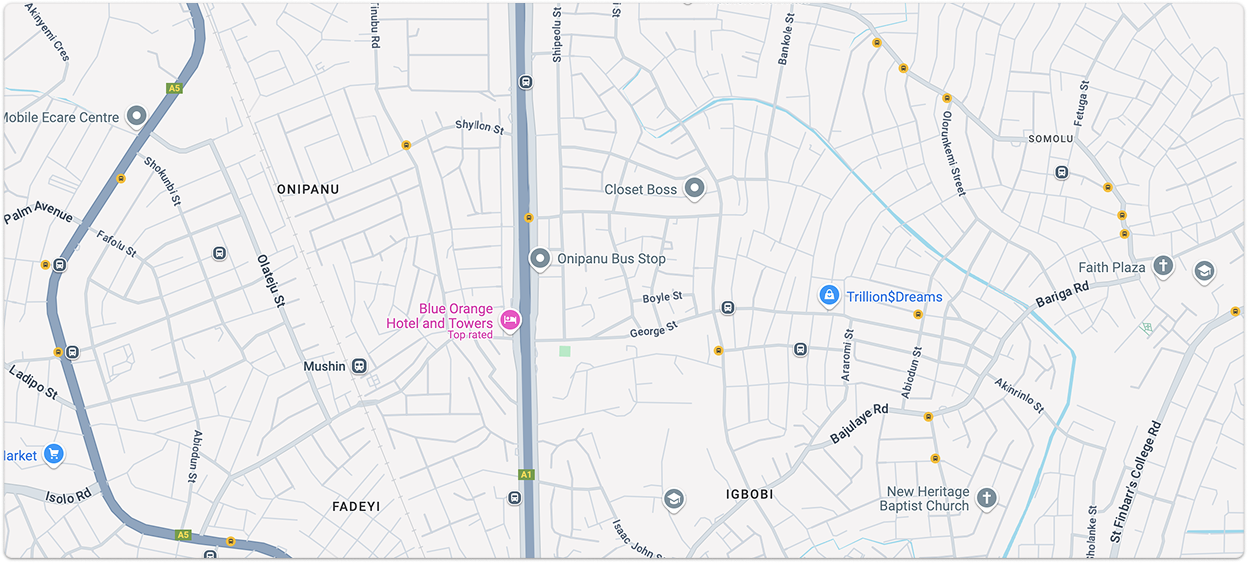 Akinyemi Cres
Tinubu Rd
Shipeolu St
St
Bankole St
A5
Mobile Ecare Centre
Shyllon St
Fetuga St
Olorunkemi Street
SOMOLU
Shokunbi St
ONIPANU
Closet Boss
Palm Avenue
Fafolu St
Onipanu Bus Stop
Faith Plaza
Olateju St
Bariga Rd
Boyle St
Trillion$Dreams
Blue Orange
Hotel and Towers
Top rated
George St
Araromi St
Abiodun St
Mushin
Ladipo St
Akinrinlo St
Bajulaye Rd
Abiodun St
St Finbarr's College Rd
Market
A1
Isolo Rd
IGBOBI
New Heritage
Baptist Church
FADEYI
Isaac John S
Sholanke St
A5